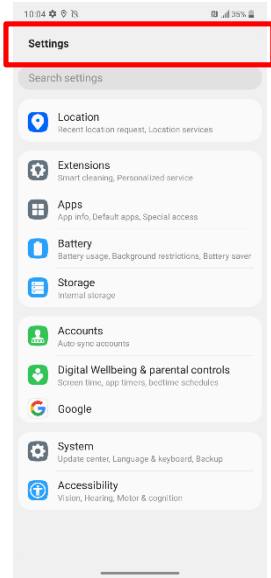 10:04 35%
Settings
Search settings
Location
Recent location request, Location services
Extensions
Smart cleaning, Personalized service
Apps
App info, Default apps, Special access
Battery
Battery usage, Background restrictions, Battery saver
Storage
Internal storage
Accounts
Auto-sync accounts
Digital Wellbeing & parental controls
Screen time, app timers, bedtime schedules
Google
System
Update center, Language & keyboard, Backup
Accessibility
Vision, Hearing, Motor & cognition